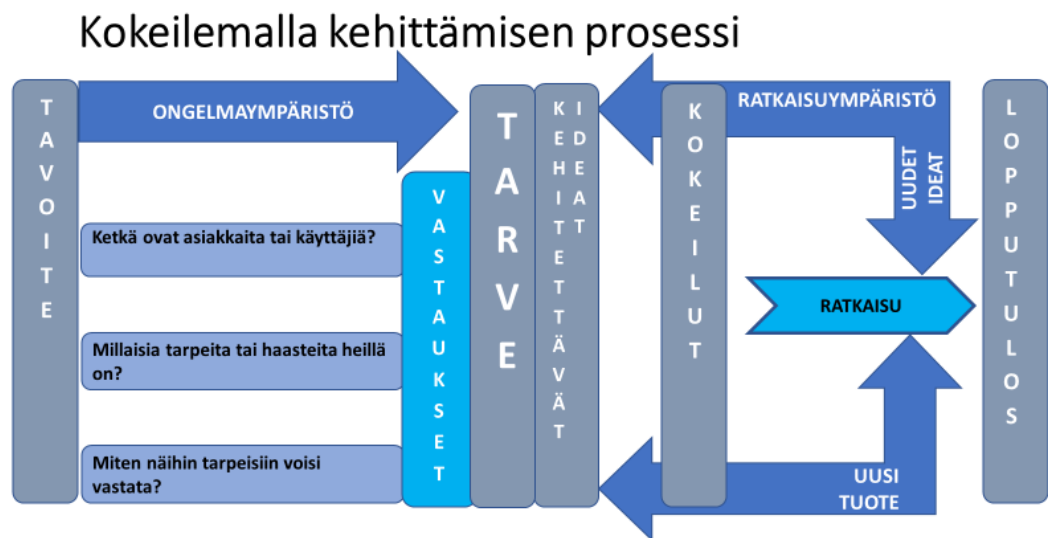 Kokeilemalla kehittämisen prosessi
TAVOITE
ONGELMAYMPÄRISTÖ
Ketkä ovat asiakkaita tai käyttäjiä?
Millaisia tarpeita tai haasteita heillä
on?
Miten näihin tarpeisiin voisi
vastata?
VASTAUKSET
TARVE
KEHITETTÄVÄT
IDEAT
KOKEILUT
RATKAISUYMPÄRISTÖ
UUDET
IDEAT
RATKAISU
UUSI
TUOTE
LOPPUTULOS